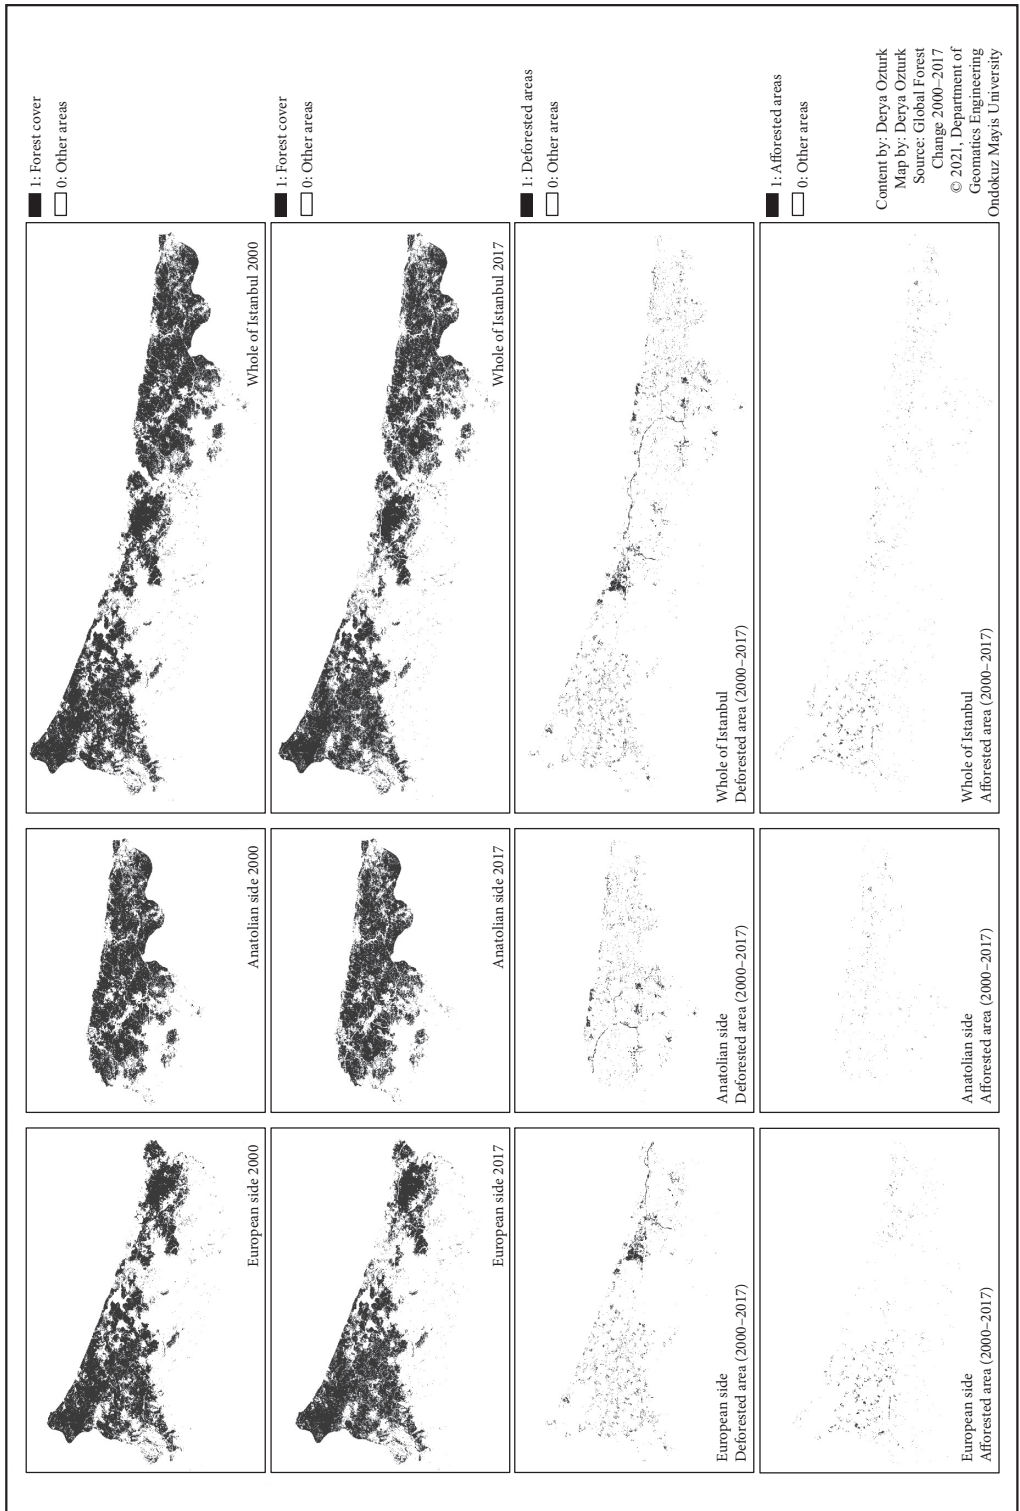 European side 2000
Anatolian side 2000
Whole of Istanbul 2000
1: Forest cover
0: Other areas
European side 2017
Anatolian side 2017
Whole of Istanbul 2017
1: Forest cover
0: Other areas
European side
Deforested area (2000–2017)
Anatolian side
Deforested area (2000–2017)
Whole of Istanbul
Deforested area (2000–2017)
1: Deforested areas
0: Other areas
European side
Afforested area (2000–2017)
Anatolian side
Afforested area (2000–2017)
Whole of Istanbul
Afforested area (2000–2017)
1: Afforested areas
0: Other areas
Content by: Derya Ozturk
Map by: Derya Ozturk
Source: Global Forest
Change 2000–2017
© 2021, Department of
Geomatics Engineering
Ondokuz Mayis University